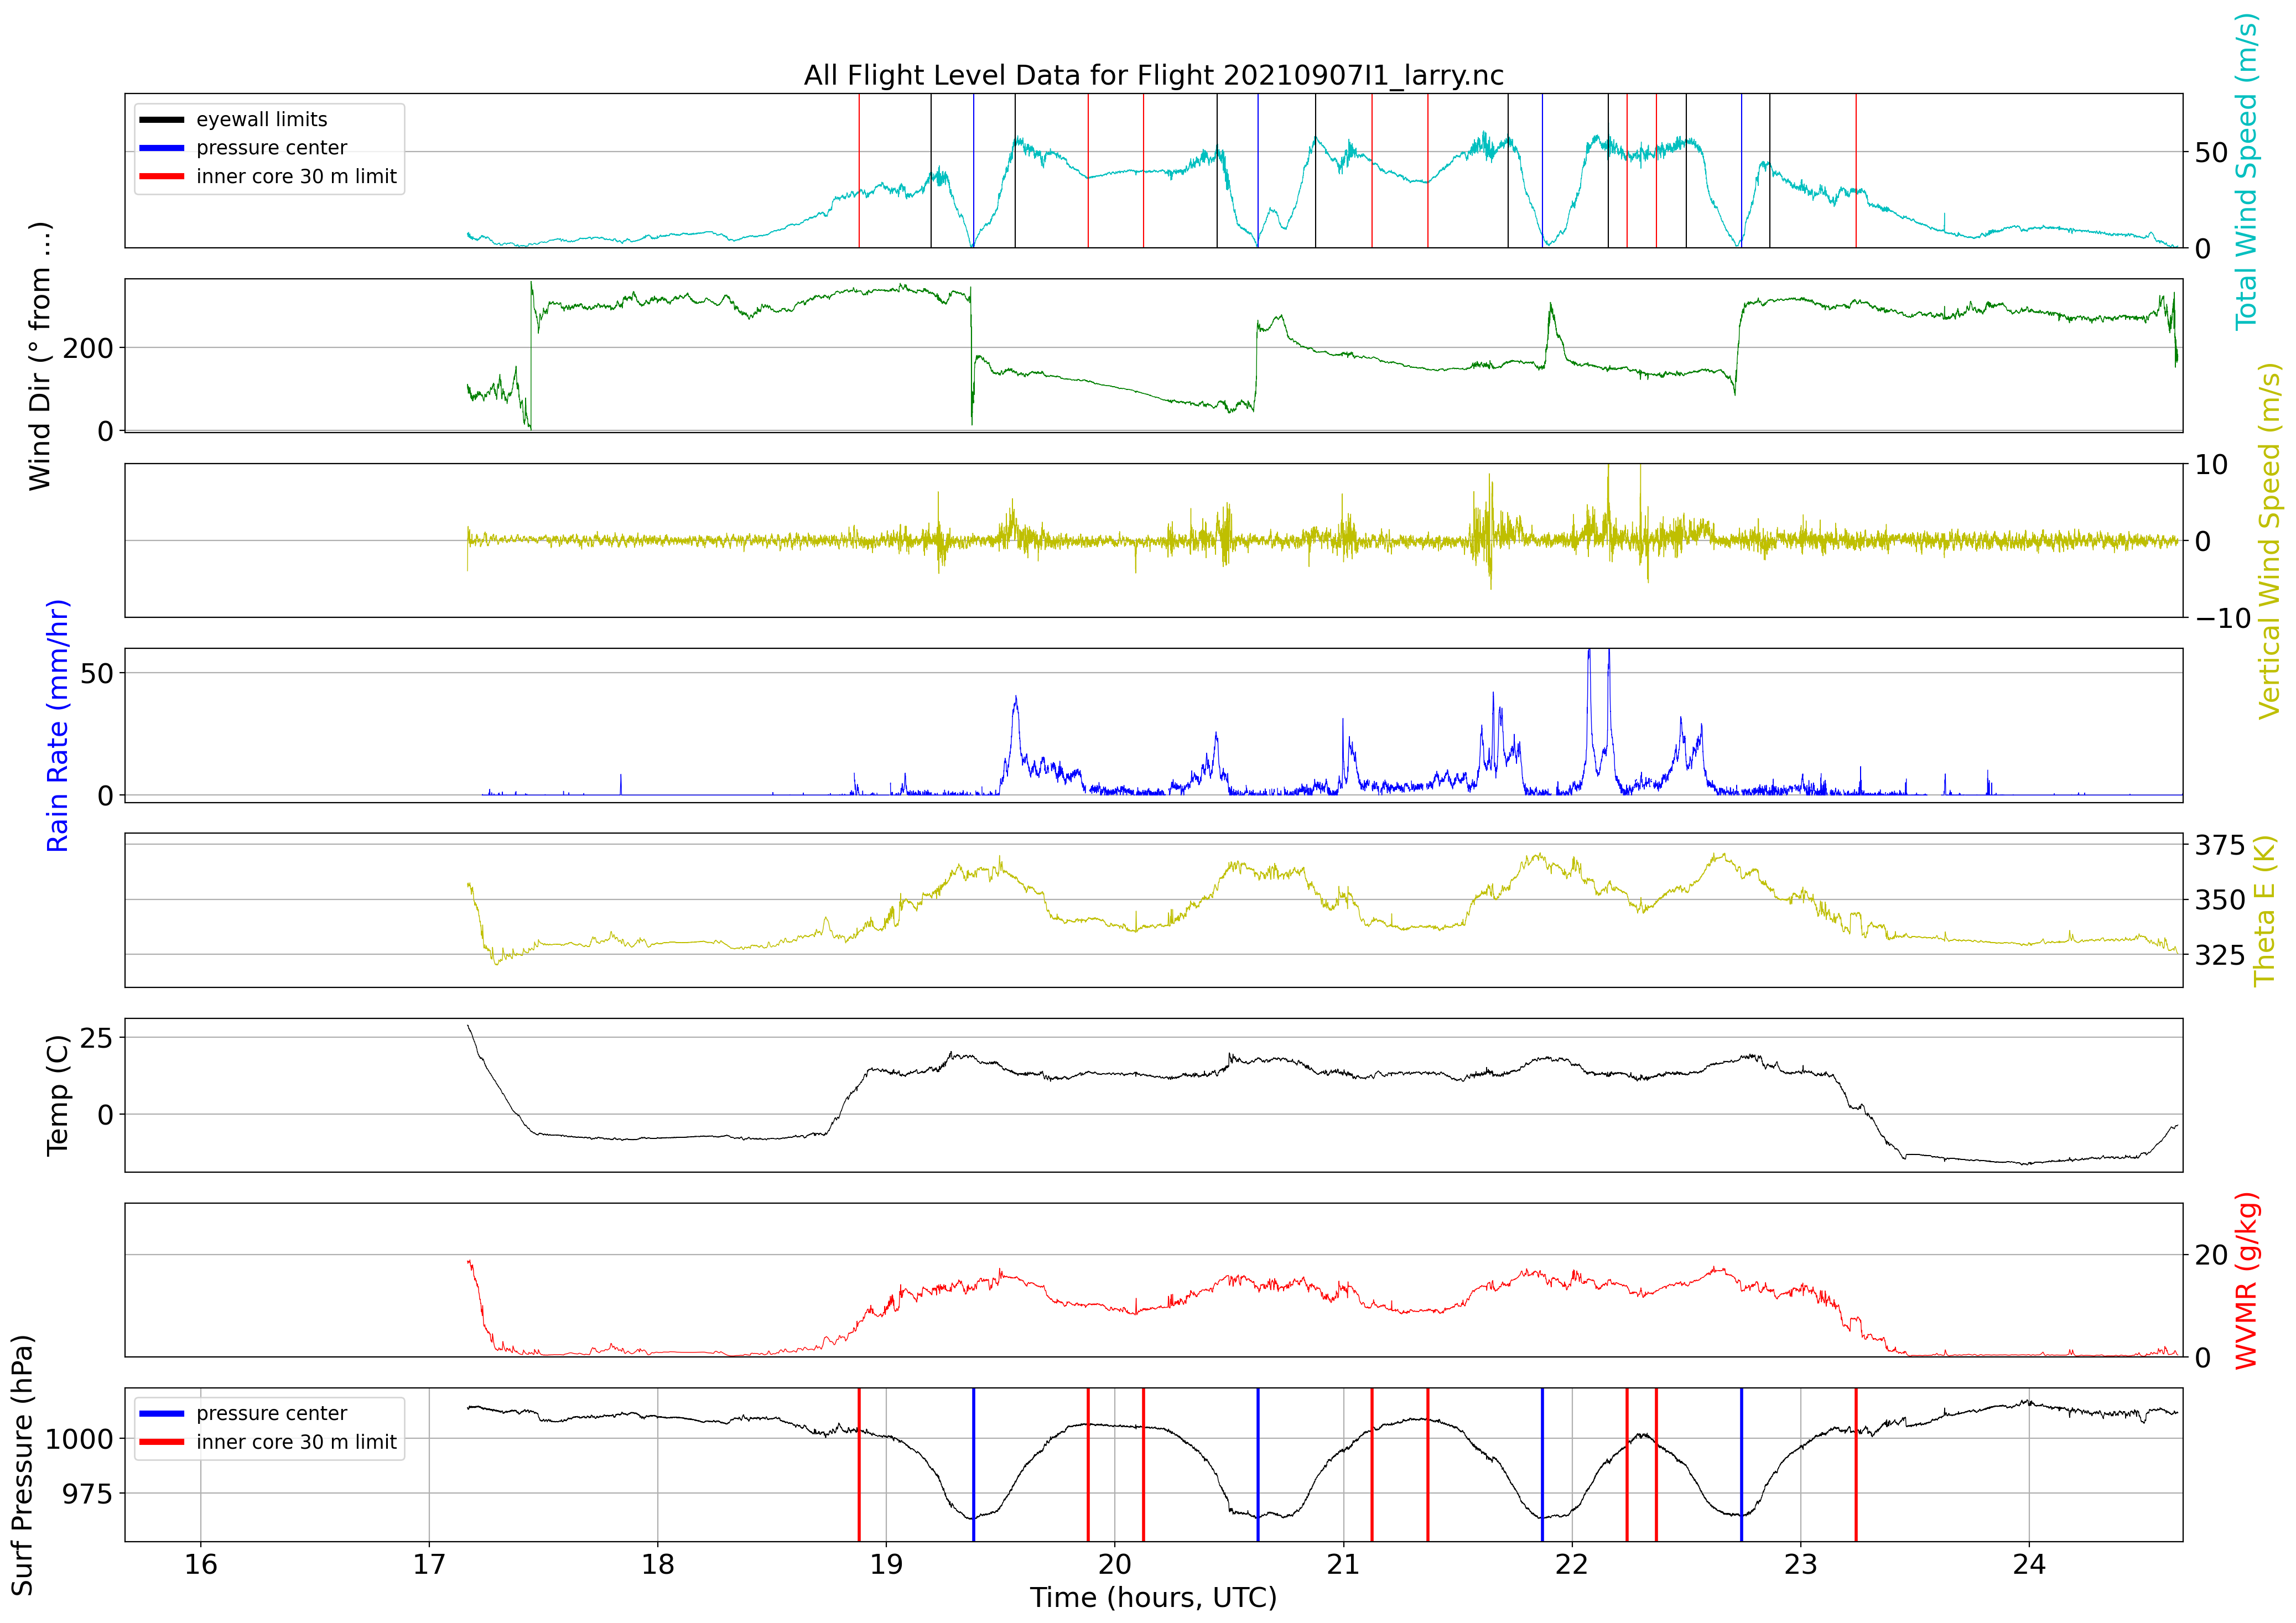 All Flight Level Data for Flight 20210907I1_larry.nc
eyewall limits
pressure center
inner core 30 m limit
50
0
Total Wind Speed (m/s)
Wind Dir (° from ...)
200
0
10
0
−10
Vertical Wind Speed (m/s)
Rain Rate (mm/hr)
50
0
375
350
325
Theta E (K)
Temp (C)
25
0
20
0
WVMR (g/kg)
Surf Pressure (hPa)
1000
975
pressure center
inner core 30 m limit
16 17 18 19 20 21 22 23 24
Time (hours, UTC)